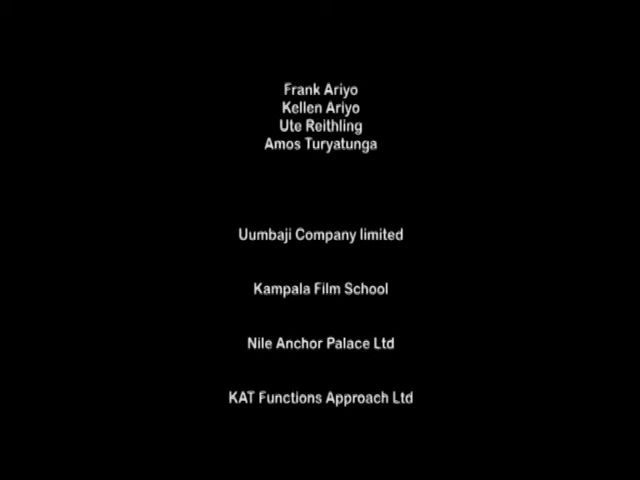 Frank Ariyo
Kellen Ariyo
Ute Reithling
Amos Turyatunga
Uumbaji Company limited
Kampala Film School
Nile Anchor Palace Ltd
KAT Functions Approach Ltd